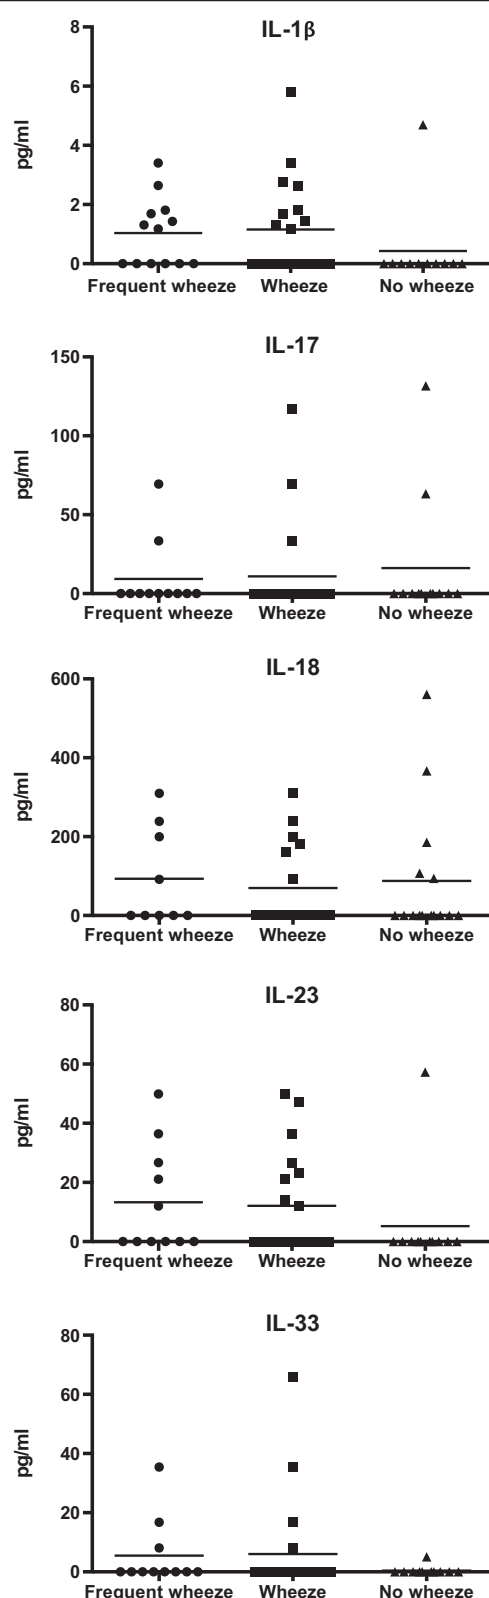 IL-1β
8
6
4
2
0
pg/ml
Frequent wheeze Wheeze No wheeze
IL-17
150
100
50
0
pg/ml
Frequent wheeze Wheeze No wheeze
IL-18
600
400
200
0
pg/ml
Frequent wheeze Wheeze No wheeze
IL-23
80
60
40
20
0
pg/ml
Frequent wheeze Wheeze No wheeze
IL-33
80
60
40
20
0
pg/ml
Frequent wheeze Wheeze No wheeze